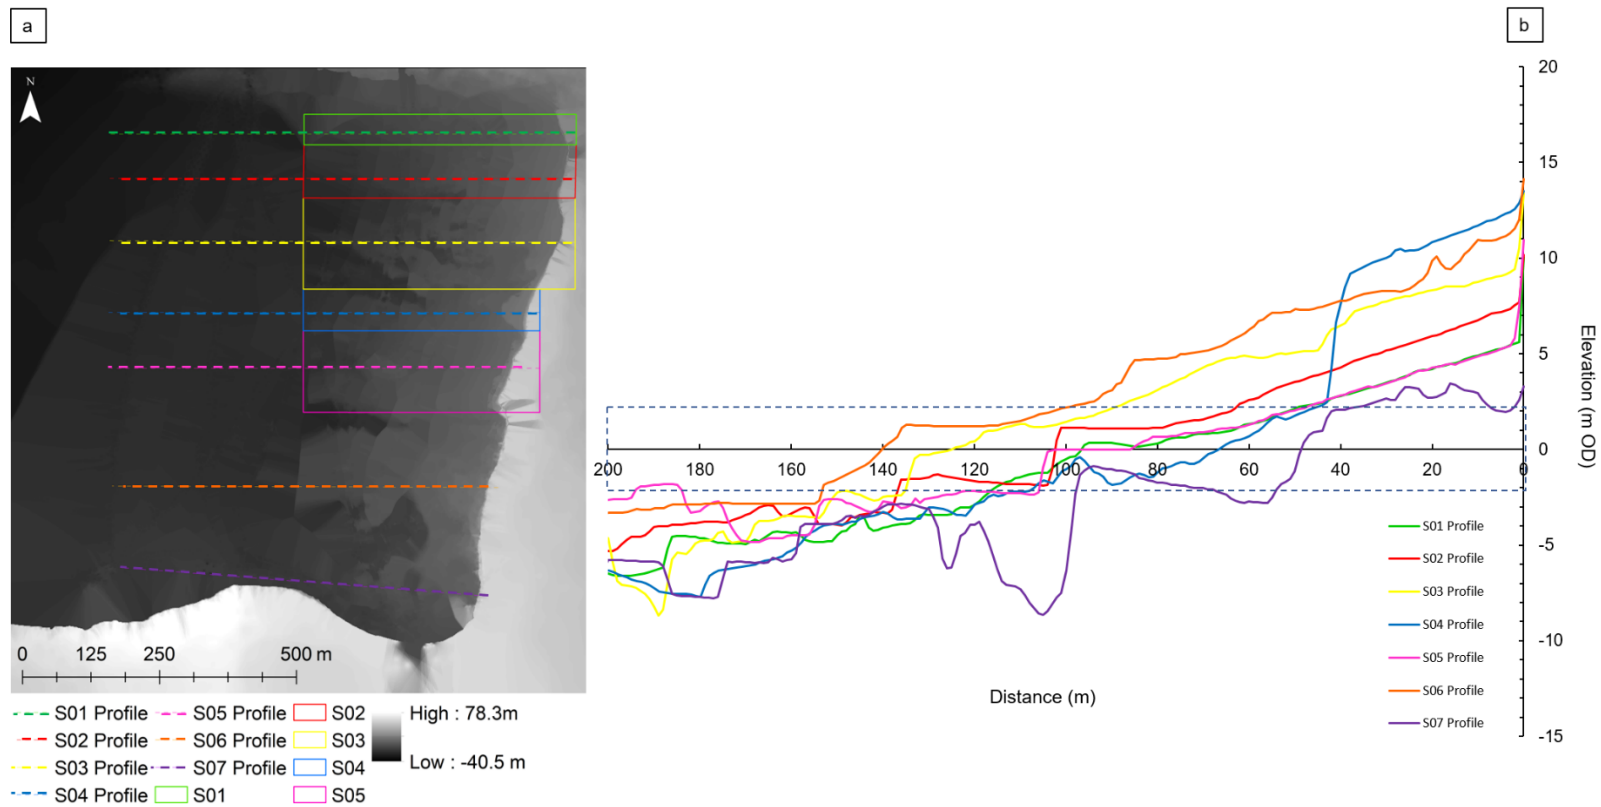 a
b
N
0 125 250 500 m
S01 Profile S05 Profile S02 High : 78.3m
S02 Profile S06 Profile S03
S03 Profile S07 Profile S04 Low : -40.5 m
S04 Profile S01 S05
20
15
10
5
0
-5
-10
-15
Elevation (m OD)
200 180 160 140 120 100 80 60 40 20 0
Distance (m)
S01 Profile
S02 Profile
S03 Profile
S04 Profile
S05 Profile
S06 Profile
S07 Profile